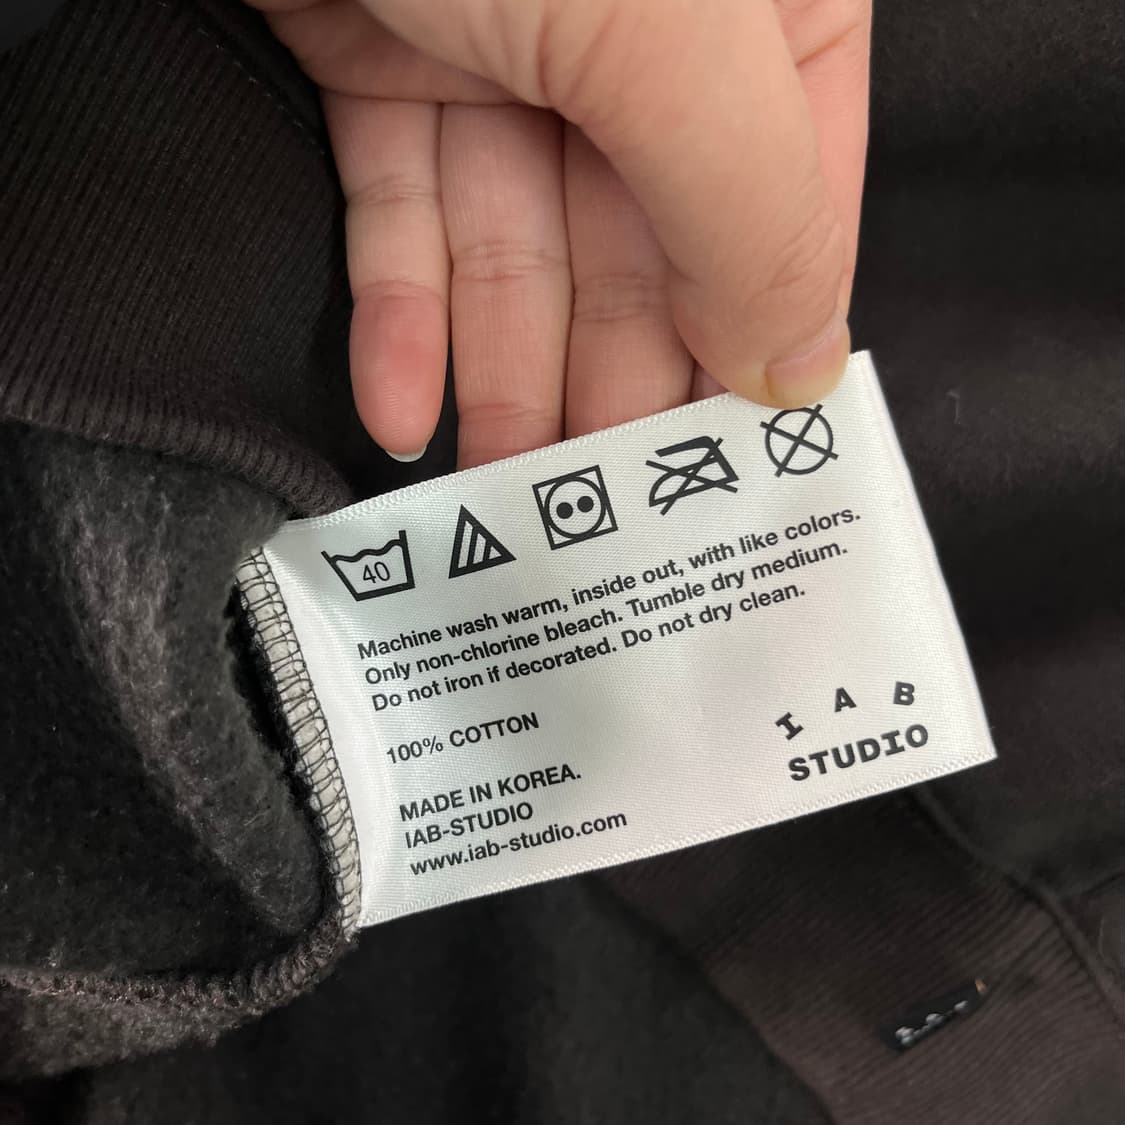 40
Machine wash warm, inside out, with like colors.
Only non-chlorine bleach. Tumble dry medium.
Do not iron if decorated. Do not dry clean.
100% COTTON
MADE IN KOREA.
IAB-STUDIO
www.iab-studio.com
I A B
STUDIO